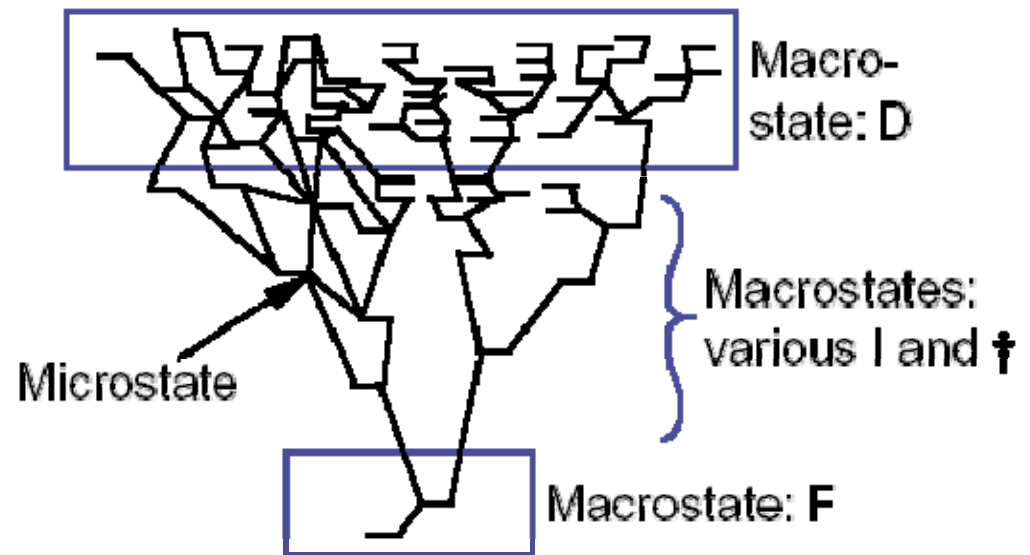 Macro-
state: D
Macrostates:
various I and ‡
Microstate
Macrostate: F